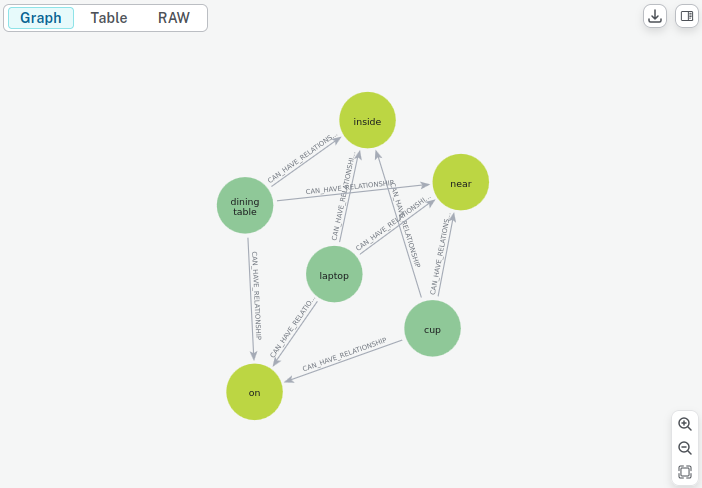 Graph
Table
RAW
inside
CAN_HAVE_RELATIONS...
CAN_HAVE_RELATIONSHI...
near
CAN_HAVE_RELATIONSHIP
dining
table
CAN_HAVE_RELATIONSHI...
CAN_HAVE_RELATIONSHIP
CAN_HAVE_RELATIONS...
CAN_HAVE_RELATIONSHIP
laptop
CAN_HAVE_RELATIO...
cup
CAN_HAVE_RELATIONSHIP
on